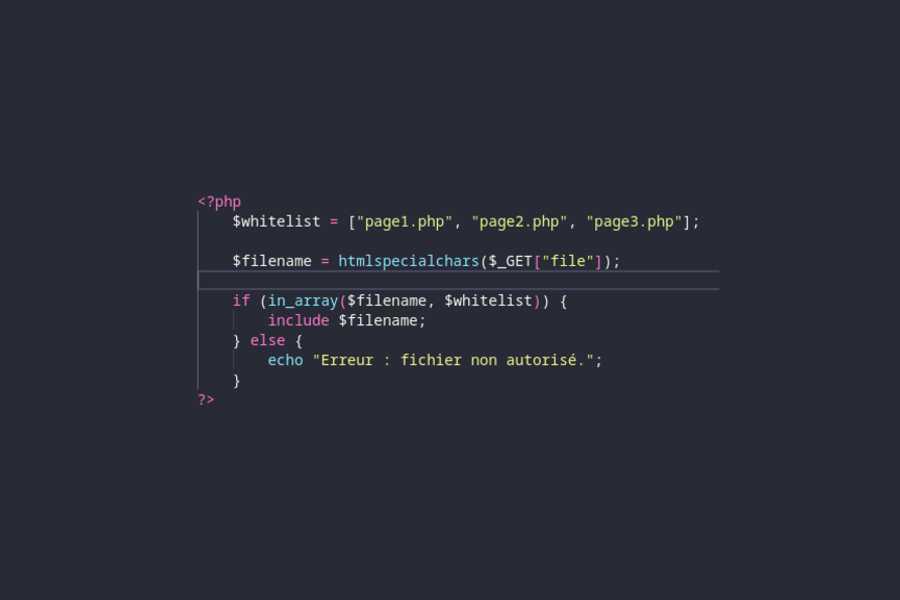 <?php
$whitelist = ["page1.php", "page2.php", "page3.php"];
$filename = htmlspecialchars($_GET["file"]);
if (in_array($filename, $whitelist)) {
include $filename;
} else {
echo "Erreur : fichier non autorisé.";
}
?>